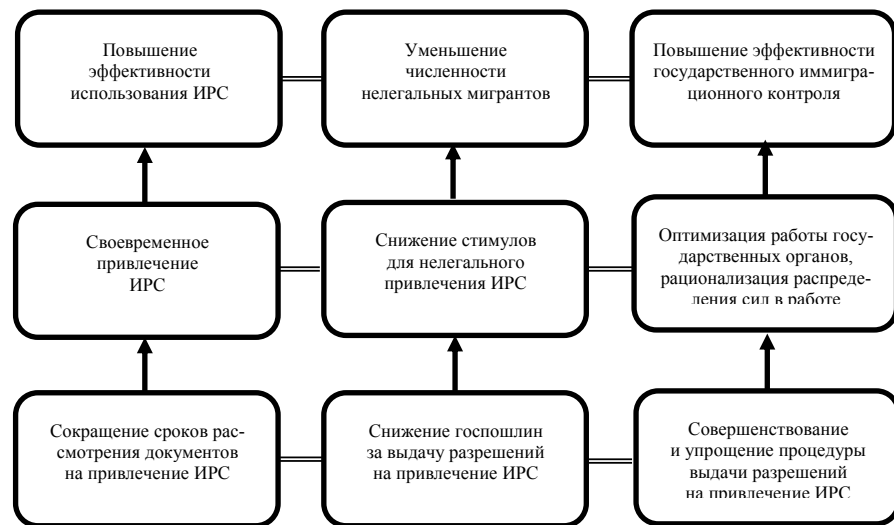 Повышение
эффективности
использования ИРС
Уменьшение
численности
нелегальных мигрантов
Повышение эффективности
государственного иммигра-
ционного контроля
Своевременное
привлечение
ИРС
Снижение стимулов
для нелегального
привлечения ИРС
Оптимизация работы госу-
дарственных органов,
рационализация распреде-
ления сил в работе
Сокращение сроков рас-
смотрения документов
на привлечение ИРС
Снижение госпошлин
за выдачу разрешений
на привлечение ИРС
Совершенствование
и упрощение процедуры
выдачи разрешений
на привлечение ИРС